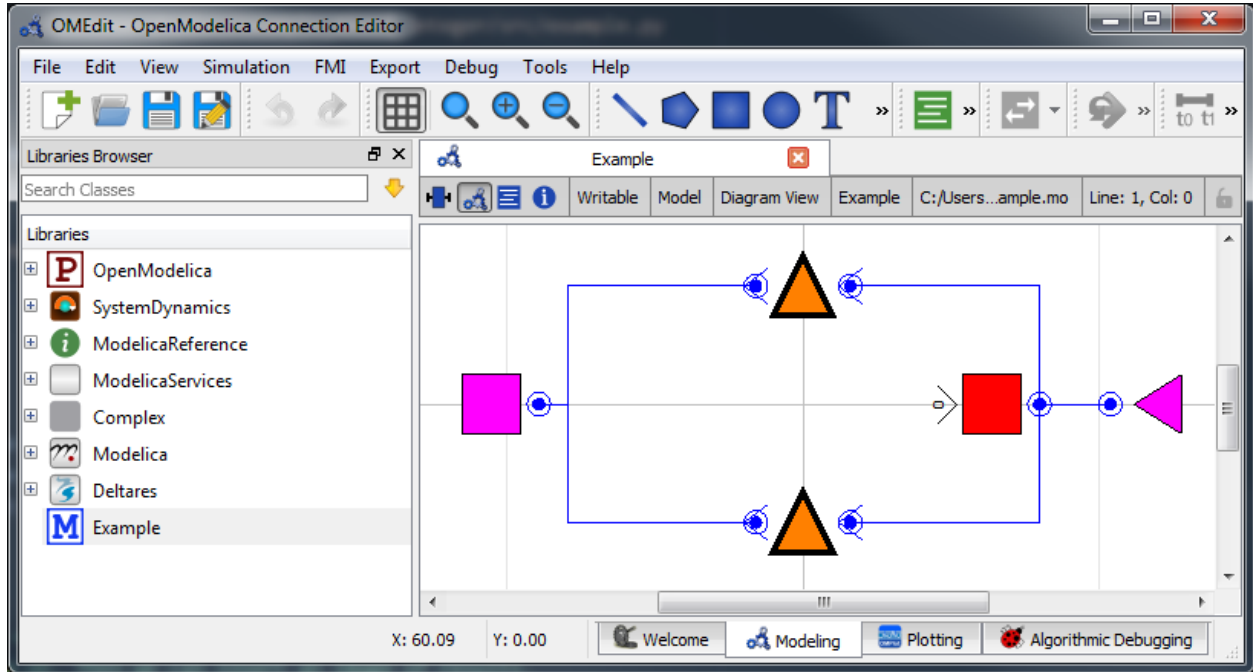 OMEdit - OpenModelica Connection Editor
File Edit View Simulation FMI Export Debug Tools Help
T » » » t0 t1 »
Libraries Browser
Example
Search Classes
Writable Model Diagram View Example C:/Users...ample.mo Line: 1, Col: 0
Libraries
P OpenModelica
SystemDynamics
i ModelicaReference
ModelicaServices
Complex
Modelica
Deltares
M Example
Q
X: 60.09 Y: 0.00 Welcome Modeling Plotting Algorithmic Debugging